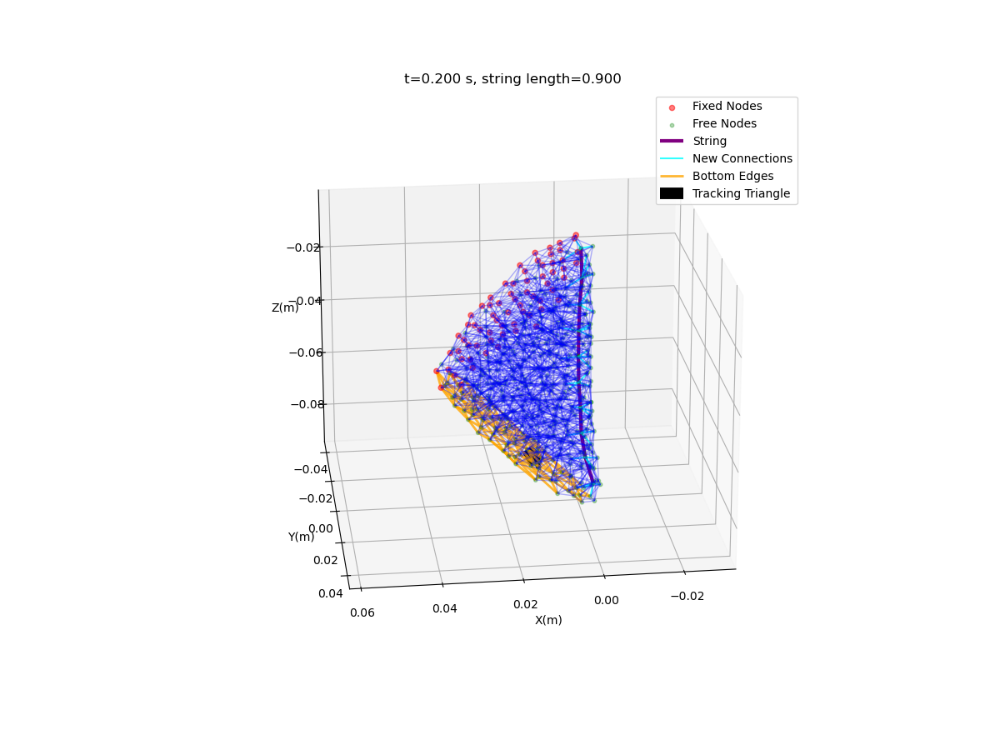 t=0.200 s, string length=0.900
Fixed Nodes
Free Nodes
String
New Connections
Bottom Edges
Tracking Triangle
−0.02
−0.04
Z(m)
−0.06
−0.08
−0.04
−0.02
0.00
Y(m)
0.02
0.04
0.06
0.04
0.02
0.00
−0.02
X(m)